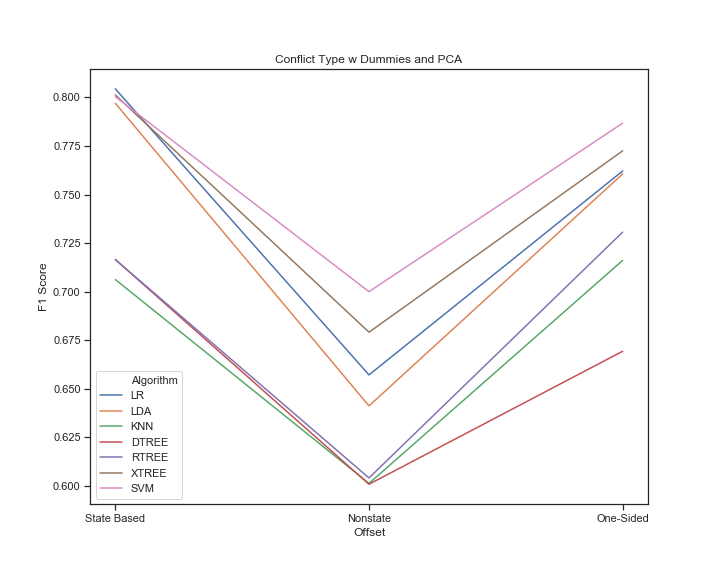 Conflict Type w Dummies and PCA
0.800
0.775
0.750
0.725
0.700
0.675
0.650
0.625
0.600
F1 Score
Algorithm
LR
LDA
KNN
DTREE
RTREE
XTREE
SVM
State Based
Nonstate
One-Sided
Offset